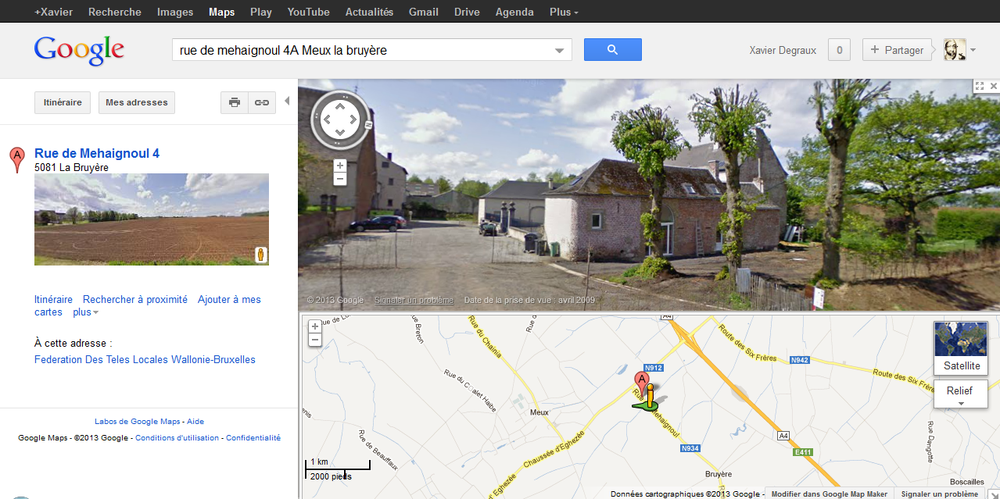 +Xavier Recherche Images Maps Play YouTube Actualités Gmail Drive Agenda Plus
Google
rue de mehaignoul 4A Meux la bruyère
Xavier Degraux 0 + Partager
Itinéraire Mes adresses
A
Rue de Mehaignoul 4
5081 La Bruyère
Itinéraire Rechercher à proximité Ajouter à mes
cartes plus
À cette adresse :
Federation Des Teles Locales Wallonie-Bruxelles
Labos de Google Maps - Aide
Google Maps - ©2013 Google - Conditions d'utilisation - Confidentialité
N
+
−
© 2013 Google Signaler un problème Date de la prise de vue : avril 2009
+
−
Rue du Chainia
A4
Route des Six Frères
N942
N912
Route des Six Frères
Satellite
Relief
A
Rue du Chalet Haibe
Meux
Rue de Mehaignoul
Rue de Beauffaux
Chaussée d'Eghezée
N934
A4
E411
Rue Dangotte
1 km
2000 pieds
Bruyère
Boscailles
d'Eghezée
Données cartographiques ©2013 Google - Modifier dans Google Map Maker Signaler un problème